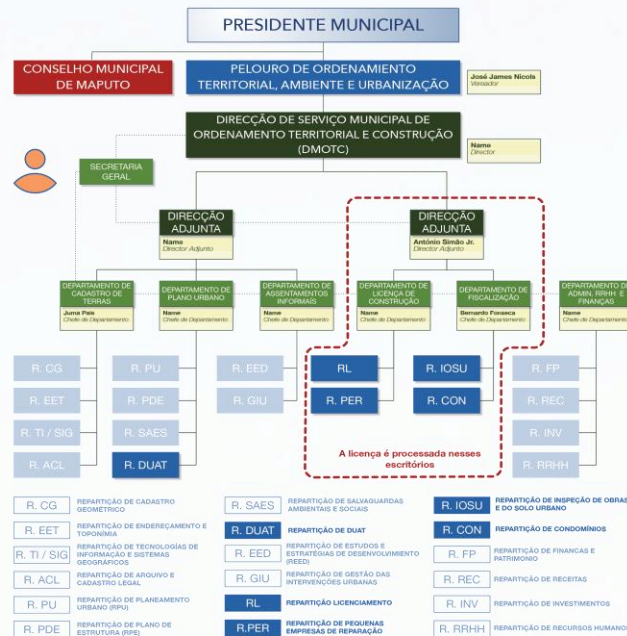 PRESIDENTE MUNICIPAL
CONSELHO MUNICIPAL
DE MAPUTO
PELOURO DE ORDENAMENTO
TERRITORIAL, AMBIENTE E URBANIZAÇÃO
José James Nicols
Vereador
DIRECÇÃO DE SERVIÇO MUNICIPAL DE
ORDENAMENTO TERRITORIAL E CONSTRUÇÃO
(DMOTC)
Name
Director
SECRETARIA
GERAL
DIRECÇÃO
ADJUNTA
Name
Director Adjunto
DIRECÇÃO
ADJUNTA
António Simão Jr.
Director Adjunto
DEPARTAMENTO DE
CADASTRO DE
TERRAS
Juma Pais
Chefe de Departamento
DEPARTAMENTO DE
PLANO URBANO
Name
Chefe de Departamento
DEPARTAMENTO DE
ASSENTAMENTOS
INFORMAIS
Name
Chefe de Departamento
DEPARTAMENTO DE
LICENÇA DE
CONSTRUÇÃO
Name
Chefe de Departamento
DEPARTAMENTO DE
FISCALIZAÇÃO
Bernardo Fonseca
Chefe de Departamento
DEPARTAMENTO DE
ADMIN. RRHH E
FINANÇAS
Name
Chefe de Departamento
R. CG
R. PU
R. EED
RL
R. IOSU
R. FP
R. EET
R. PDE
R. GIU
R. PER
R. CON
R. REC
R. TI / SIG
R. SAES
R. INV
R. ACL
R. DUAT
R. RRHH
A licença é processada nesses
escritórios
R. CG
REPARTIÇÃO DE CADASTRO
GEOMÉTRICO
R. EET
REPARTIÇÃO DE ENDEREÇAMENTO E
TOPONÍMIA
R. TI / SIG
REPARTIÇÃO DE TECNOLOGÍAS DE
INFORMAÇÃO E SISTEMAS
GEOGRÁFICOS
R. ACL
REPARTIÇÃO DE ARQUIVO E
CADASTRO LEGAL
R. PU
REPARTIÇÃO DE PLANEAMENTO
URBANO (RPU)
R. PDE
REPARTIÇÃO DE PLANO DE
ESTRUTURA (RPE)
R. SAES
REPARTIÇÃO DE SALVAGUARDAS
AMBIENTAIS E SOCIAIS
R. DUAT
REPARTIÇÃO DE DUAT
R. EED
REPARTIÇÃO DE ESTUDOS E
ESTRATÉGIAS DE DESENVOLVIMENTO
(REED)
R. GIU
REPARTIÇÃO DE GESTÃO DAS
INTERVENÇÕES URBANAS
RL
REPARTIÇÃO LICENCIAMENTO
R.PER
REPARTIÇÃO DE PEQUENAS
EMPRESAS DE REPARAÇÃO
R. IOSU
REPARTIÇÃO DE INSPEÇÃO DE OBRAS
E DO SOLO URBANO
R. CON
REPARTIÇÃO DE CONDOMÍNIOS
R. FP
REPARTIÇÃO DE FINANCAS E
PATRIMONIO
R. REC
REPARTIÇÃO DE RECEITAS
R. INV
REPARTIÇÃO DE INVESTIMENTOS
R. RRHH
REPARTIÇÃO DE RECURSOS HUMANOS